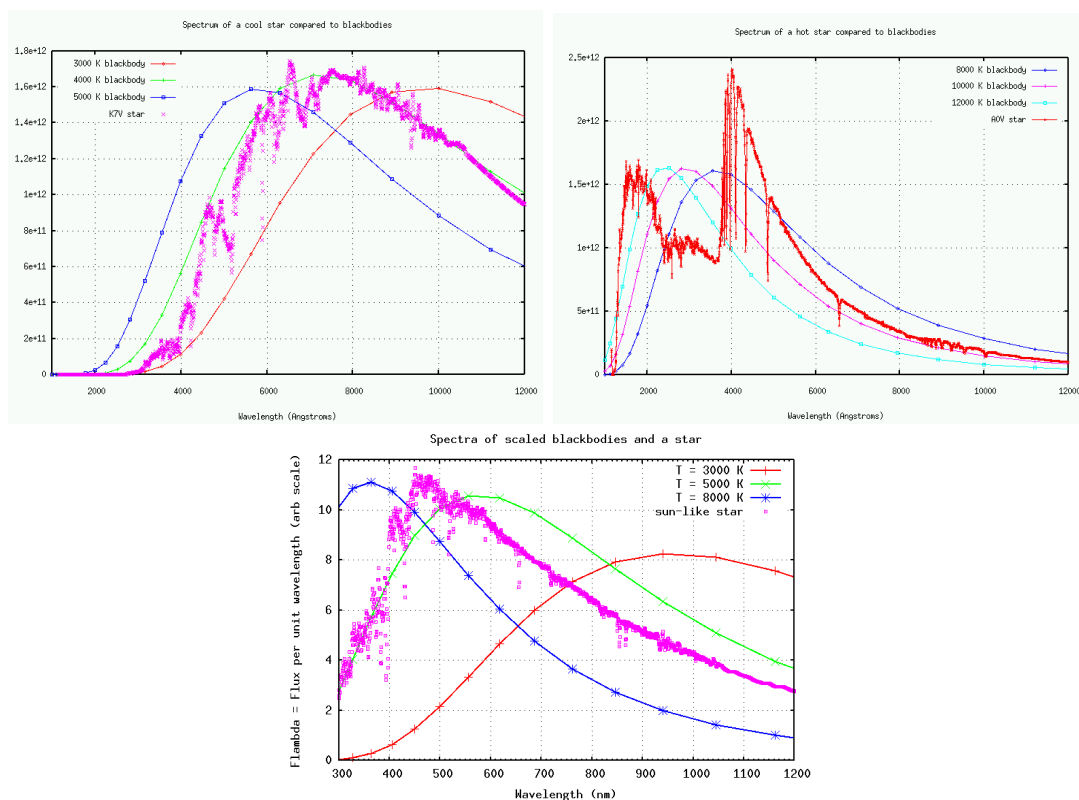 Spectrum of a cool star compared to blackbodies
1.8e+12
1.6e+12
1.4e+12
1.2e+12
1e+12
8e+11
6e+11
4e+11
2e+11
0
3000 K blackbody
4000 K blackbody
5000 K blackbody
K7V star
2000 4000 6000 8000 10000 12000
Wavelength (Angstroms)
Spectrum of a hot star compared to blackbodies
2.5e+12
2e+12
1.5e+12
1e+12
5e+11
0
8000 K blackbody
10000 K blackbody
12000 K blackbody
A0V star
2000 4000 6000 8000 10000 12000
Wavelength (Angstroms)
Spectra of scaled blackbodies and a star
Flambda = Flux per unit wavelength (arb scale)
12
10
8
6
4
2
0
T = 3000 K
T = 5000 K
T = 8000 K
sun-like star
300 400 500 600 700 800 900 1000 1100 1200
Wavelength (nm)